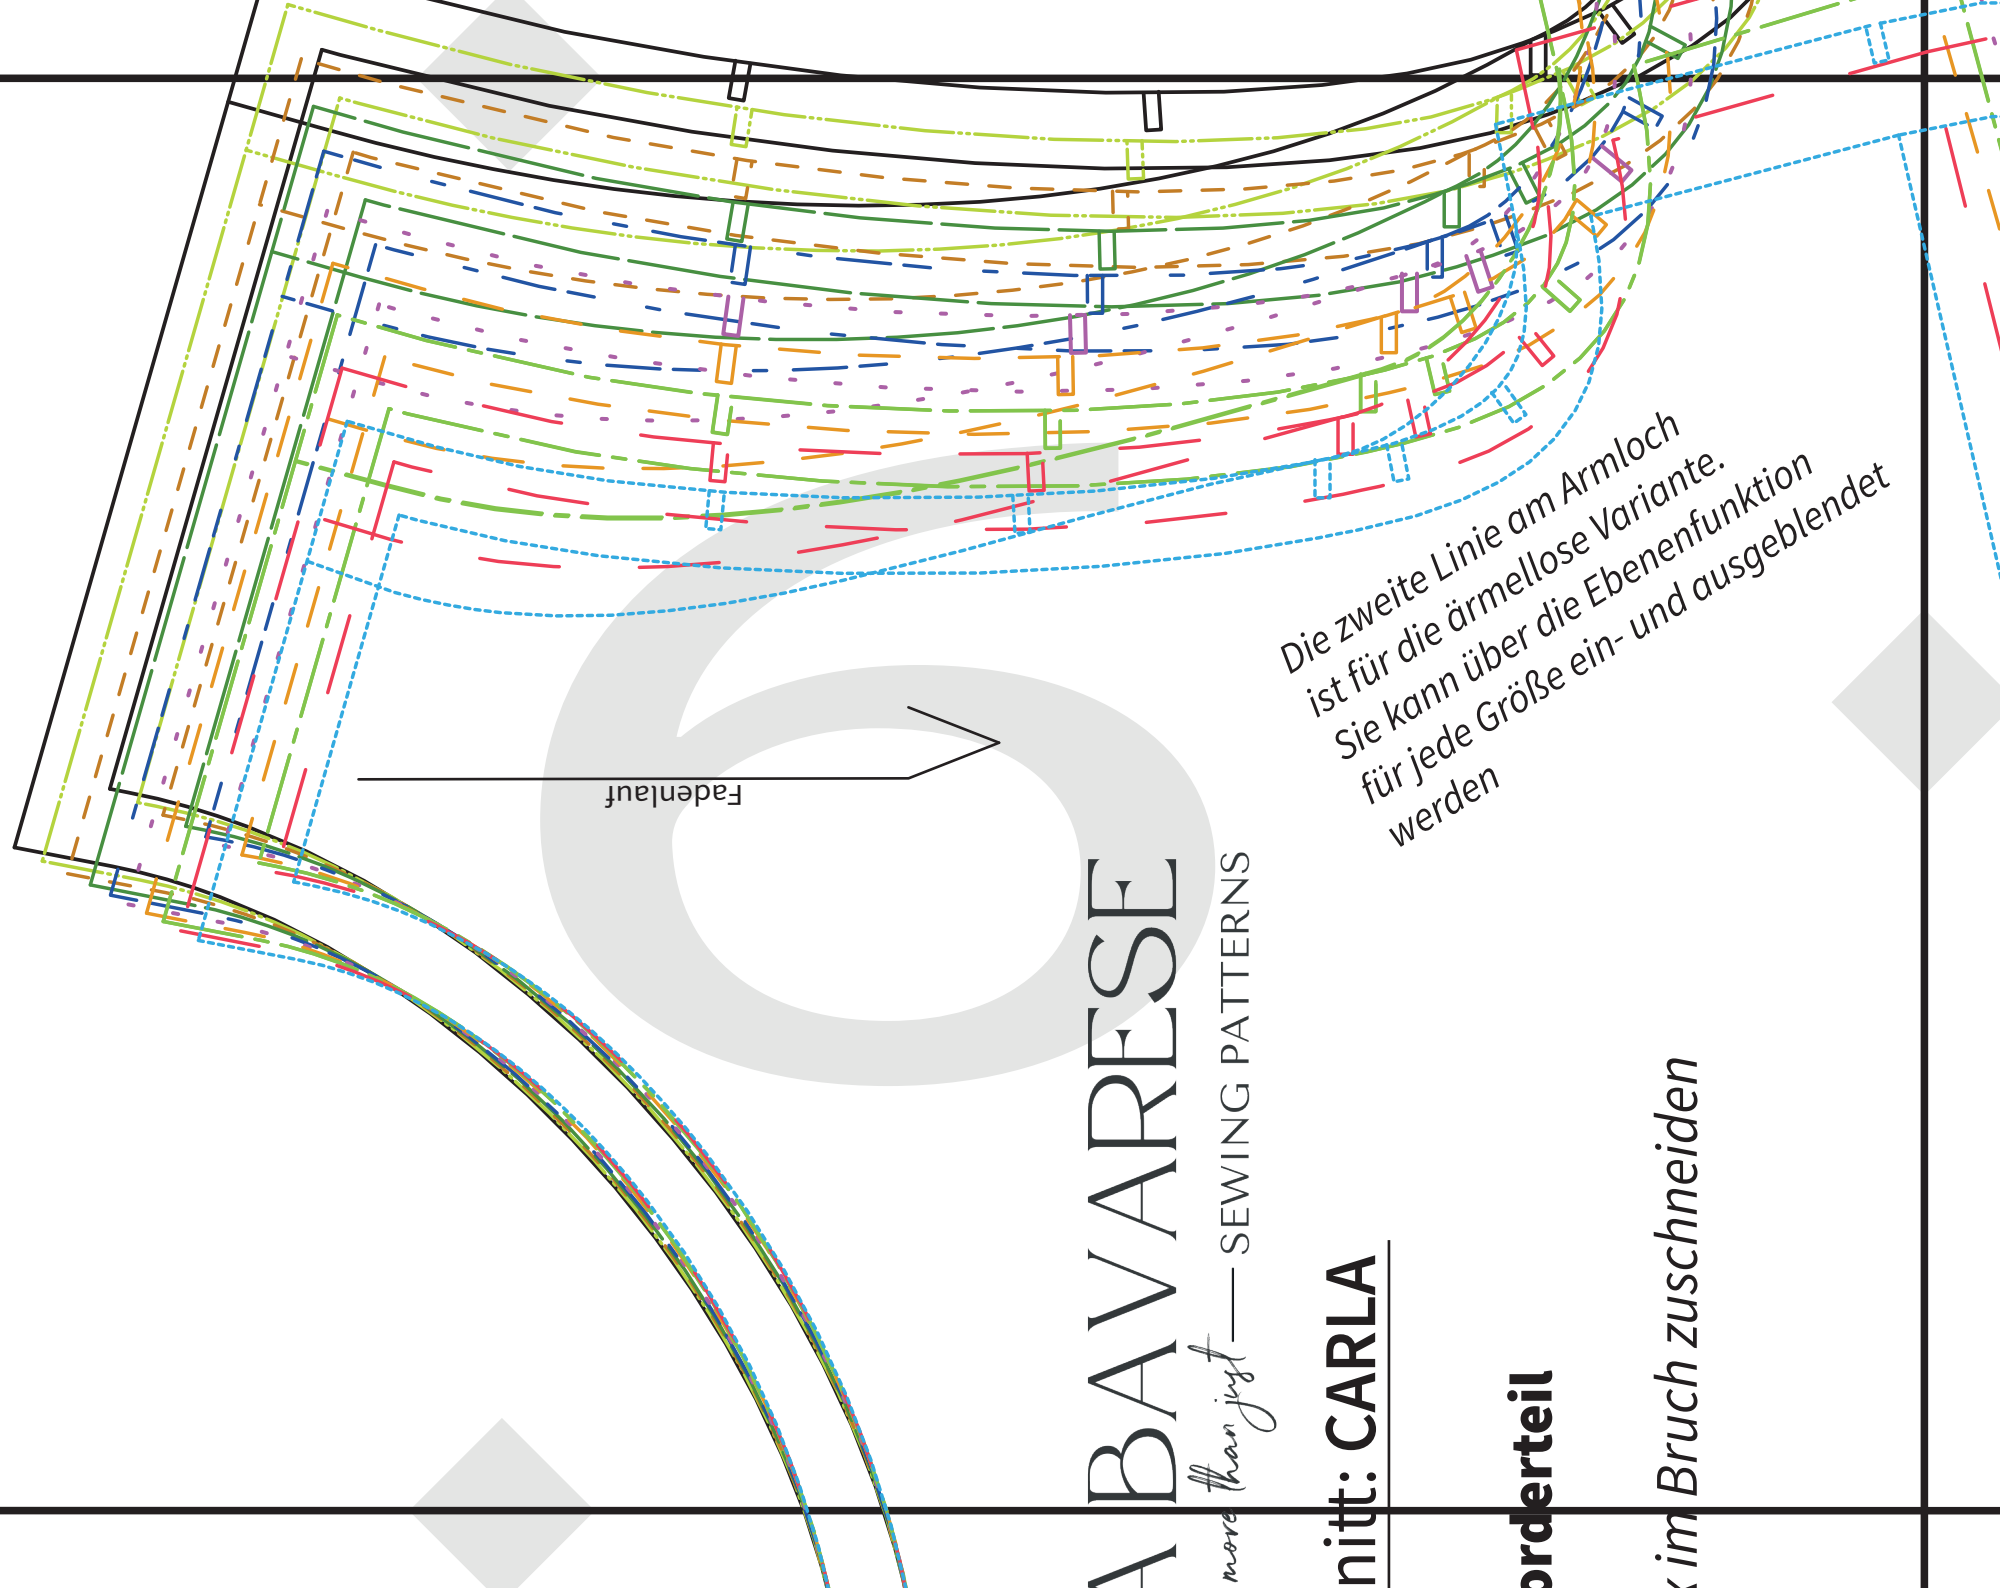 Die zweite Linie am Armloch
ist für die ärmellose Variante.
Sie kann über die Ebenenfunktion
für jede Größe ein- und ausgeblendet
werden
Fadenlauf
6
A BAVARESE
more than just — SEWING PATTERNS
nitt: CARLA
orderteil
x im Bruch zuschneiden